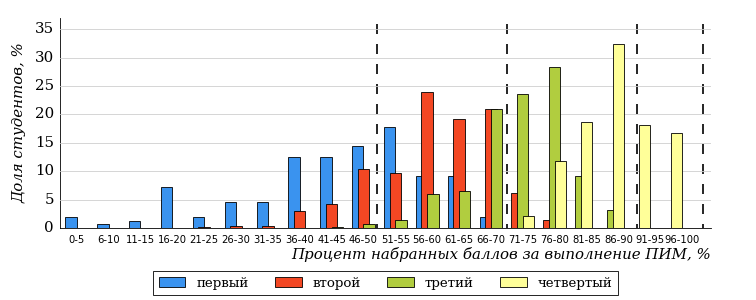 Доля студентов, %
35
30
25
20
15
10
5
0
0-5 6-10 11-15 16-20 21-25 26-30 31-35 36-40 41-45 46-50 51-55 56-60 61-65 66-70 71-75 76-80 81-85 86-90 91-95 96-100
Процент набранных баллов за выполнение ПИМ, %
первый второй третий четвертый